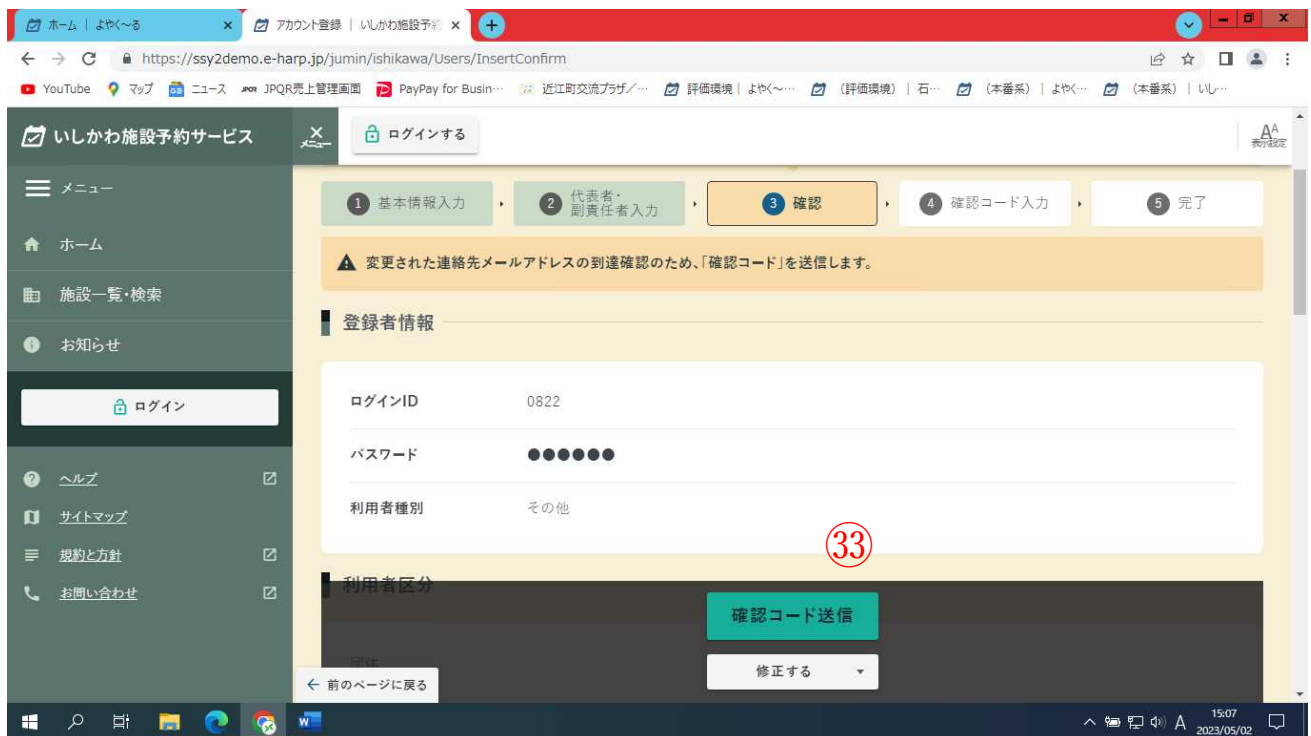 ホーム | よやく〜る
アカウント登録 | いしかわ施設予約
https://ssy2demo.e-harp.jp/jumin/ishikawa/Users/InsertConfirm
YouTube マップ ニュース JPQR売上管理画面 PayPay for Busin… 近江町交流プラザ/… 評価環境 | よやく〜… (評価環境) | 石… (本番系) | よやく… (本番系) | いし…
いしかわ施設予約サービス
メニュー
ログインする
AA
表示設定
メニュー
ホーム
施設一覧・検索
お知らせ
ログイン
ヘルプ
サイトマップ
規約と方針
お問い合わせ
1 基本情報入力
2 代表者・
副責任者入力
3 確認
4 確認コード入力
5 完了
変更された連絡先メールアドレスの到達確認のため、「確認コード」を送信します。
登録者情報
ログインID 0822
パスワード ●●●●●●
利用者種別 その他
㉝
利用者区分
団体
確認コード送信
修正する
← 前のページに戻る
A
15:07
2023/05/02